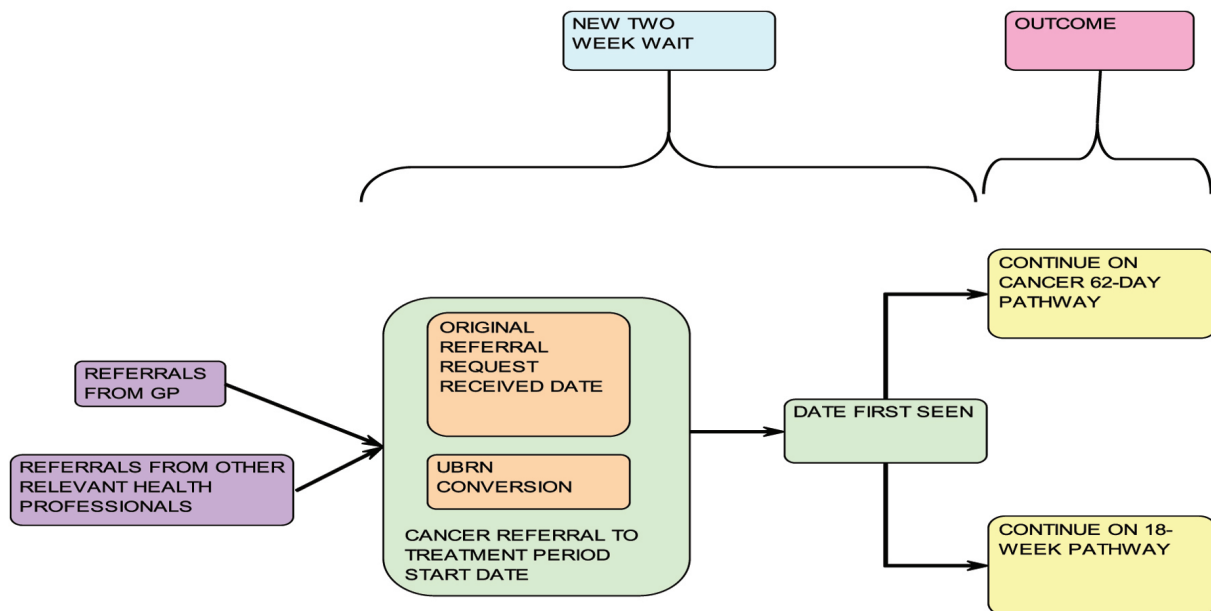 NEW TWO
WEEK WAIT
OUTCOME
REFERRALS
FROM GP
REFERRALS FROM OTHER
RELEVANT HEALTH
PROFESSIONALS
ORIGINAL
REFERRAL
REQUEST
RECEIVED DATE
UBRN
CONVERSION
CANCER REFERRAL TO
TREATMENT PERIOD
START DATE
DATE FIRST SEEN
CONTINUE ON
CANCER 62-DAY
PATHWAY
CONTINUE ON 18-
WEEK PATHWAY